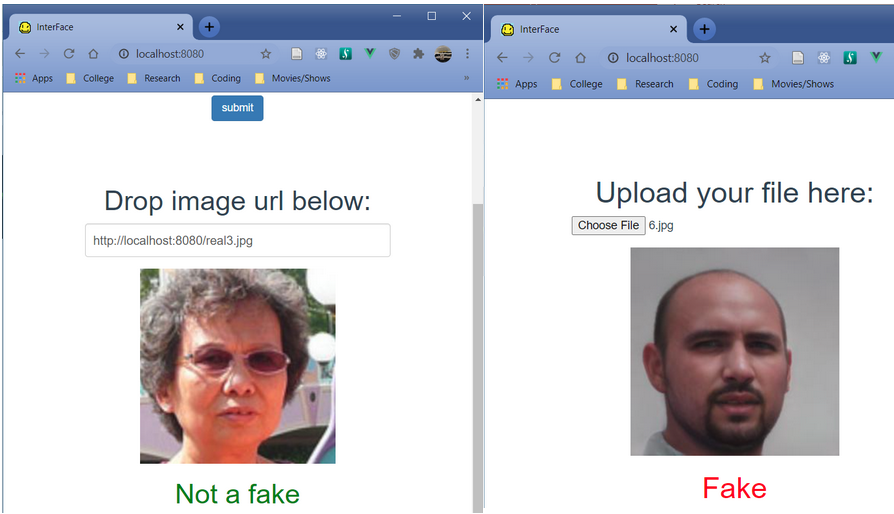 InterFace
localhost:8080
Apps
College
Research
Coding
Movies/Shows
»
submit
Drop image url below:
http://localhost:8080/real3.jpg
Not a fake
InterFace
localhost:8080
Apps
College
Research
Coding
Movies/Shows
Upload your file here:
Choose File 6.jpg
Fake